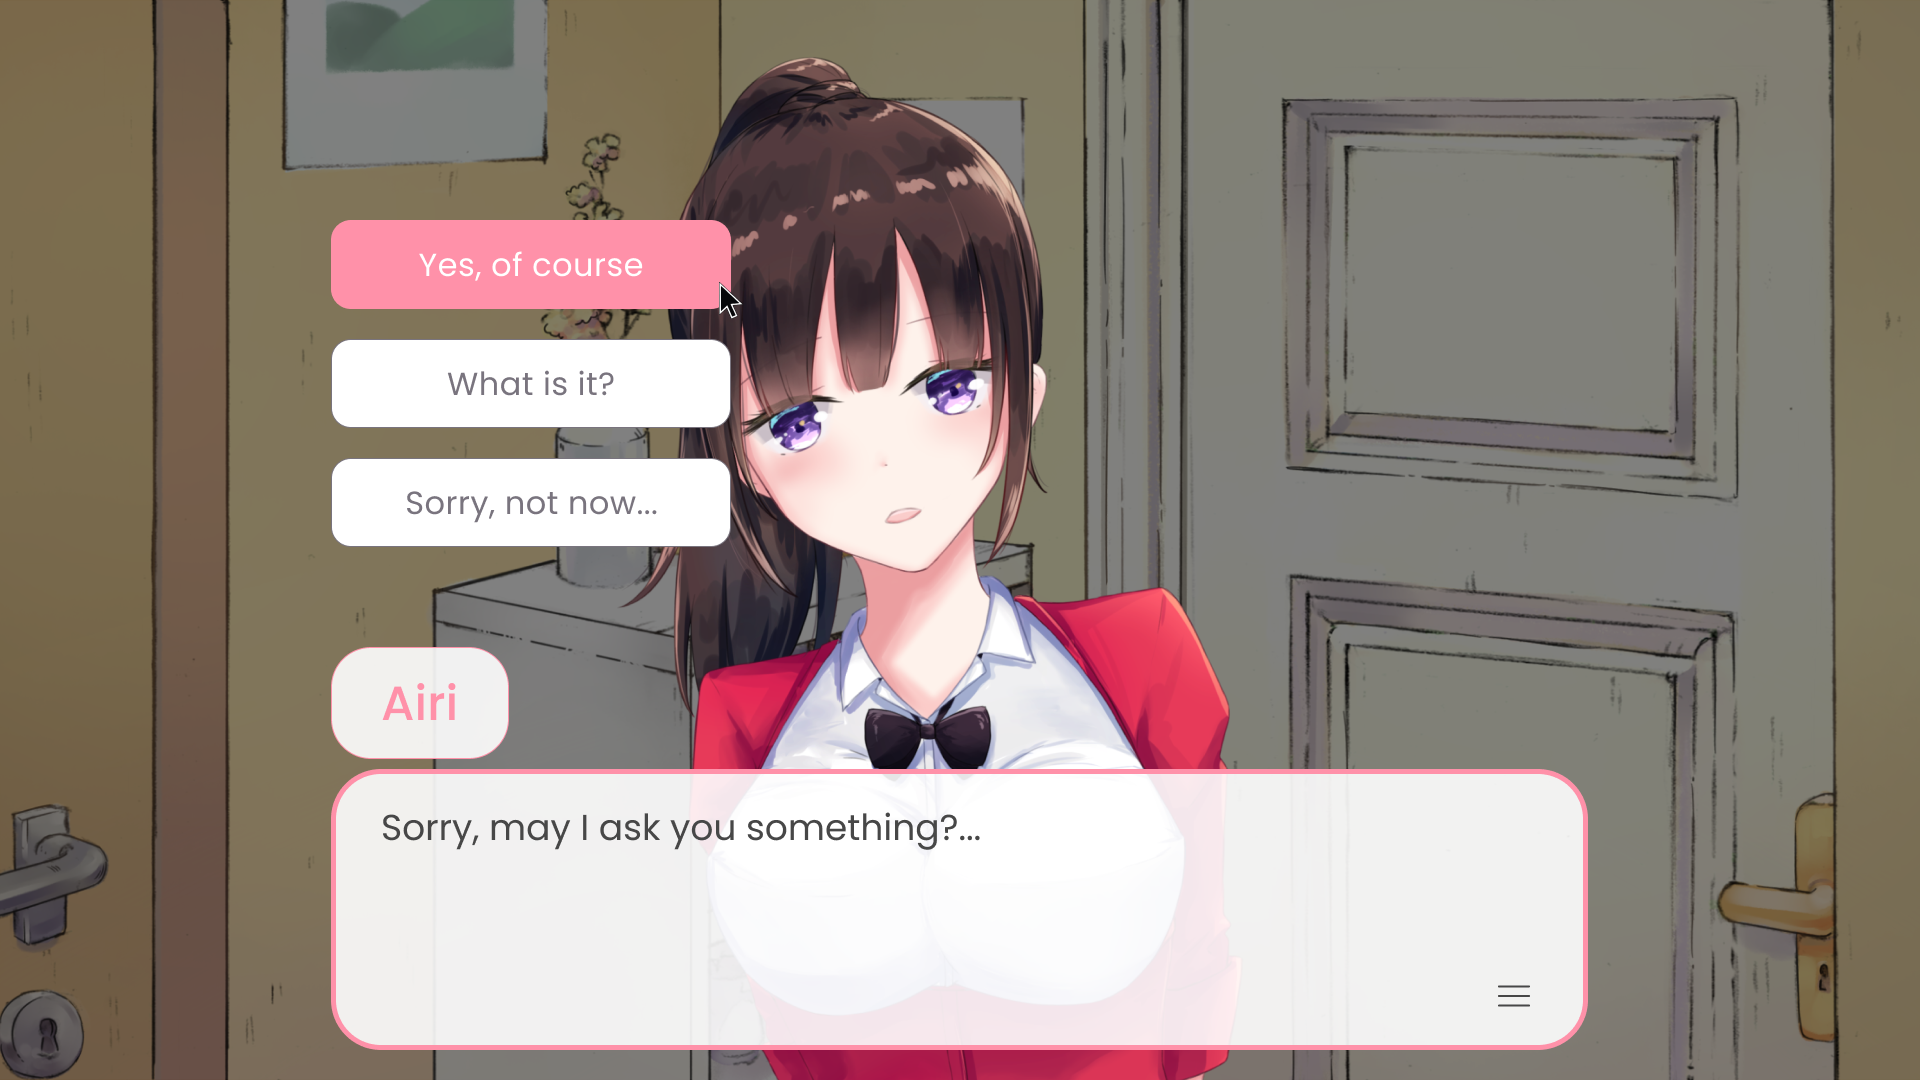 Yes, of course
What is it?
Sorry, not now...
Airi
Sorry, may I ask you something?...